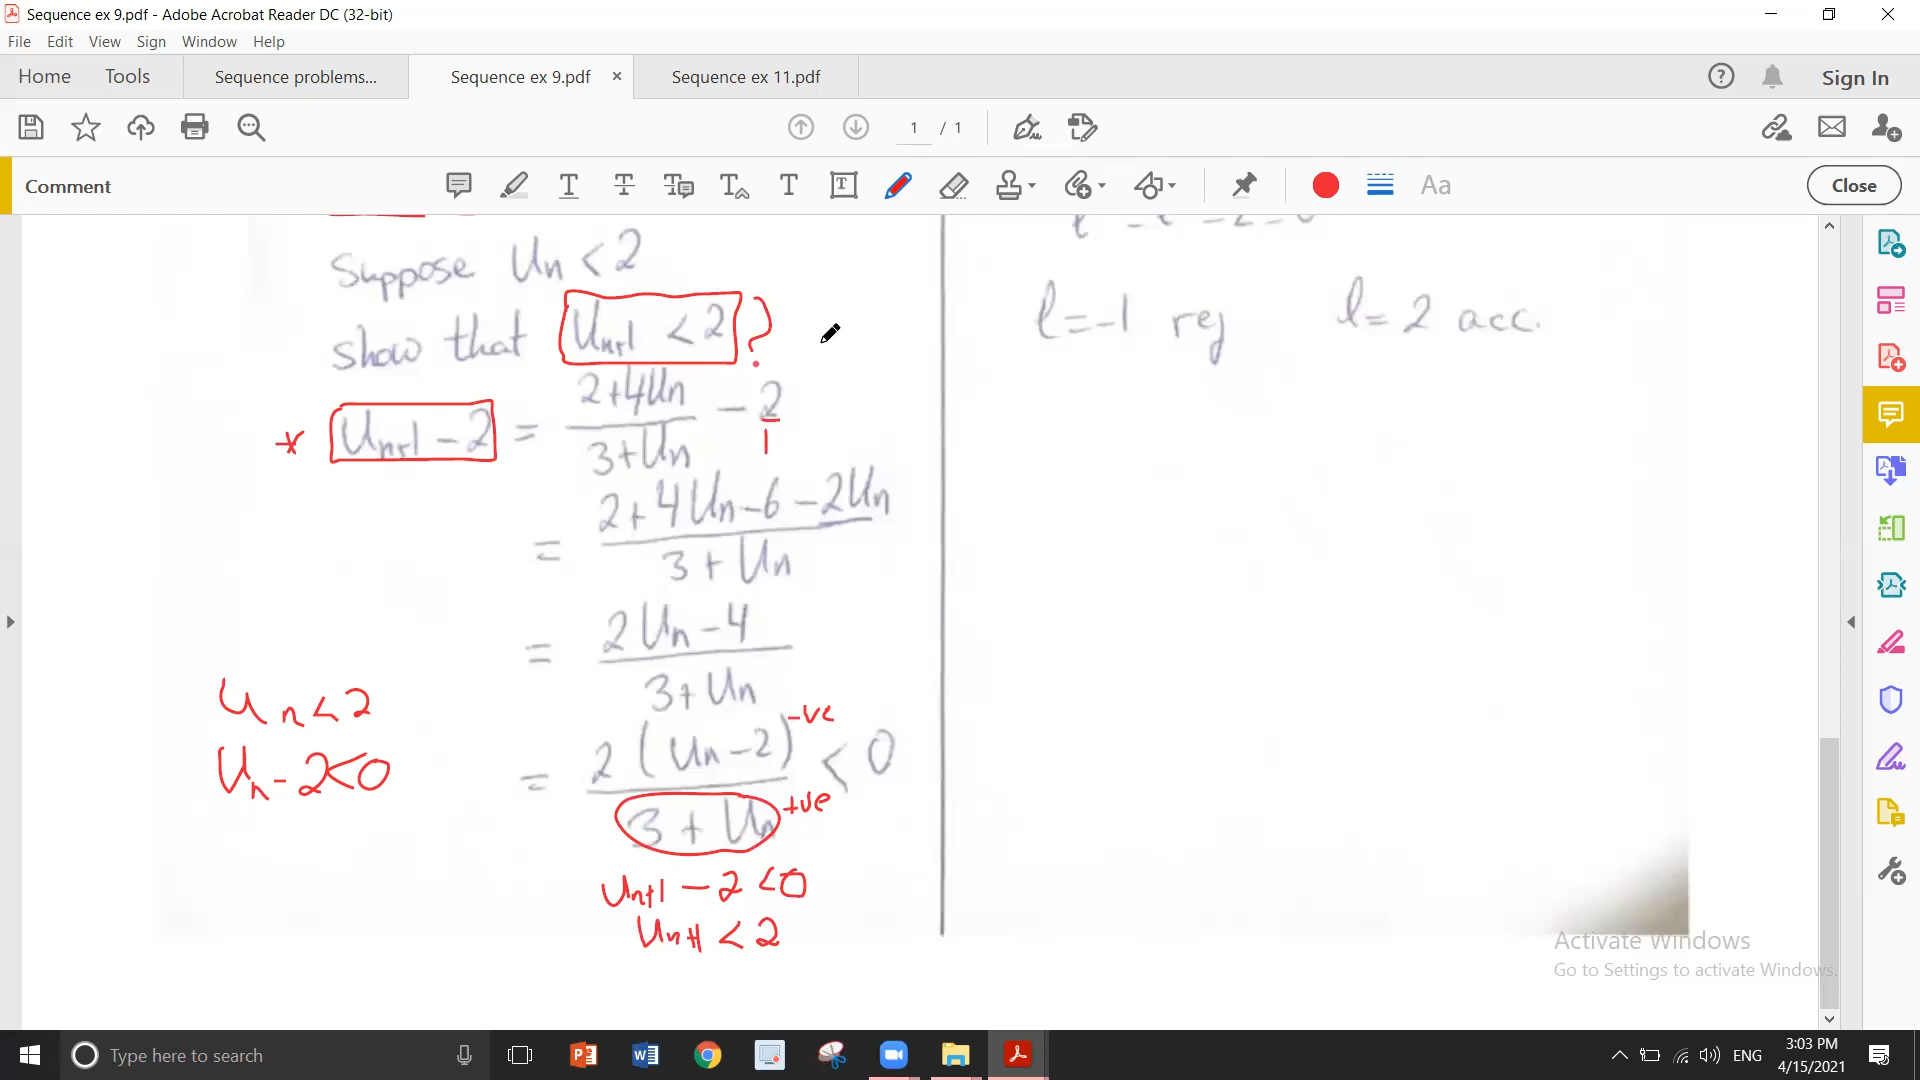 Sequence ex 9.pdf - Adobe Acrobat Reader DC (32-bit)
File Edit View Sign Window Help
Home Tools Sequence problems... Sequence ex 9.pdf × Sequence ex 11.pdf Sign In
1 / 1
Comment Aa Close
Suppose Un < 2
show that Un+1 < 2 ?
* Un+1 - 2 = (2+4Un)/(3+Un) - 2/1
= (2+4Un-6-2Un)/(3+Un)
= (2Un-4)/(3+Un)
= 2(Un-2)/(3+Un) < 0
-ve
+ve
Un<2
Un-2<0
Un+1 - 2 <0
Un+1 < 2
l=-1 rej l=2 acc.
Activate Windows
Go to Settings to activate Windows.
Type here to search
ENG
3:03 PM
4/15/2021